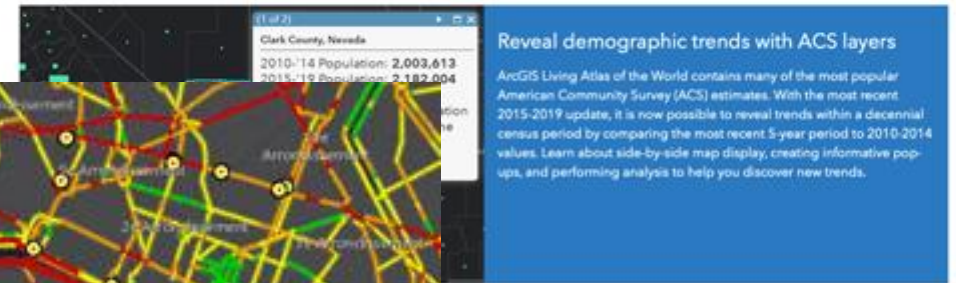 (1 of 2)
Clark County, Nevada
2010-'14 Population: 2,003,613
2015-'19 Population: 2,182,004
Reveal demographic trends with ACS layers
ArcGIS Living Atlas of the World contains many of the most popular
American Community Survey (ACS) estimates. With the most recent
2015-2019 update, it is now possible to reveal trends within a decennial
census period by comparing the most recent 5-year period to 2010-2014
values. Learn about side-by-side map display, creating informative pop-
ups, and performing analysis to help you discover new trends.